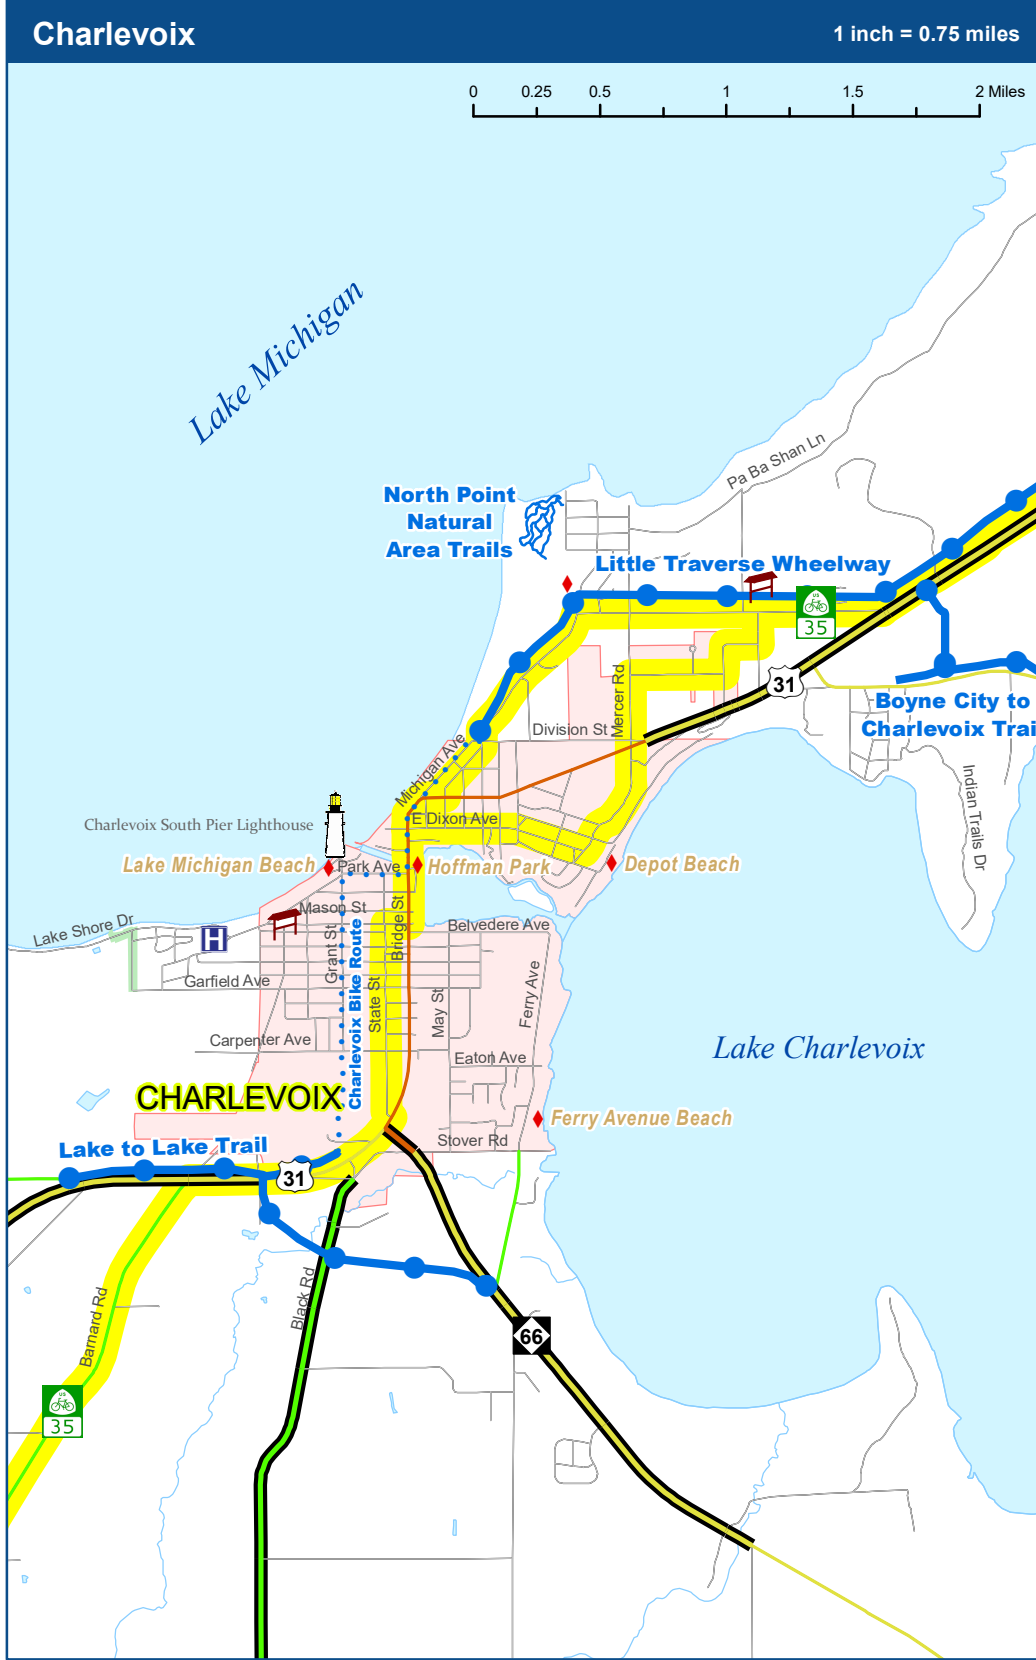 Charlevoix
1 inch = 0.75 miles
0 0.25 0.5 1 1.5 2 Miles
Lake Michigan
Pa Ba Shan Ln
North Point
Natural
Area Trails
Little Traverse Wheelway
US
35
31
Mercer Rd
Boyne City to
Charlevoix Trai
Division St
Michigan Ave
Indian Trails Dr
E Dixon Ave
Charlevoix South Pier Lighthouse
Lake Michigan Beach
Park Ave
Hoffman Park
Depot Beach
Mason St
Lake Shore Dr
H
Grant St
Bridge St
Belvedere Ave
Garfield Ave
Charlevoix Bike Route
State St
May St
Ferry Ave
Carpenter Ave
Eaton Ave
Lake Charlevoix
CHARLEVOIX
Ferry Avenue Beach
Stover Rd
Lake to Lake Trail
31
Black Rd
Barnard Rd
66
US
35